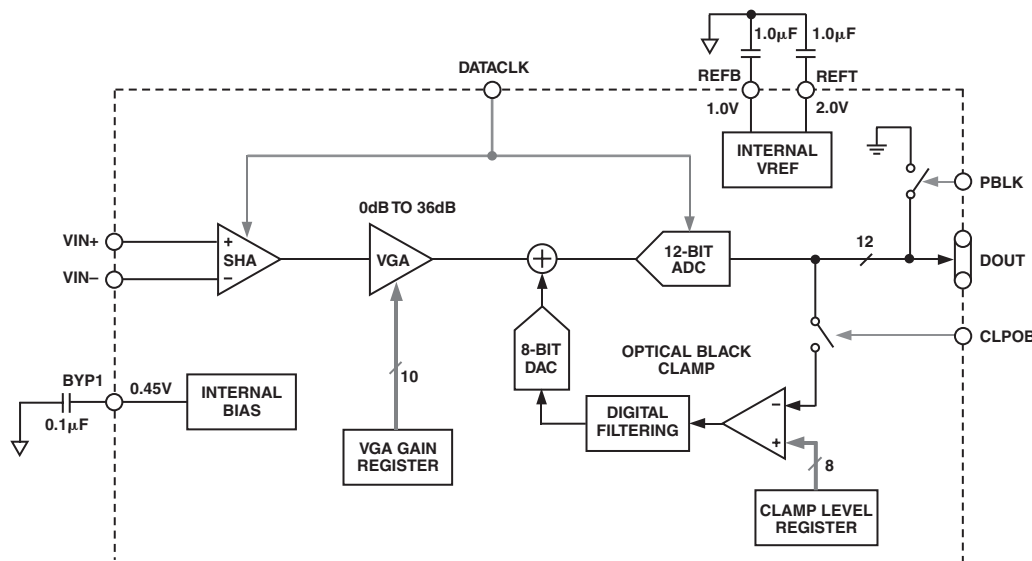 1.0µF 1.0µF
DATACLK
REFB REFT
1.0V 2.0V
INTERNAL
VREF
PBLK
0dB TO 36dB
VIN+
+
SHA
VGA
+
12-BIT
ADC
12
DOUT
VIN–
–
CLPOB
8-BIT
DAC
OPTICAL BLACK
CLAMP
BYP1
0.45V
INTERNAL
BIAS
10
0.1µF
DIGITAL
FILTERING
–
+
VGA GAIN
REGISTER
8
CLAMP LEVEL
REGISTER